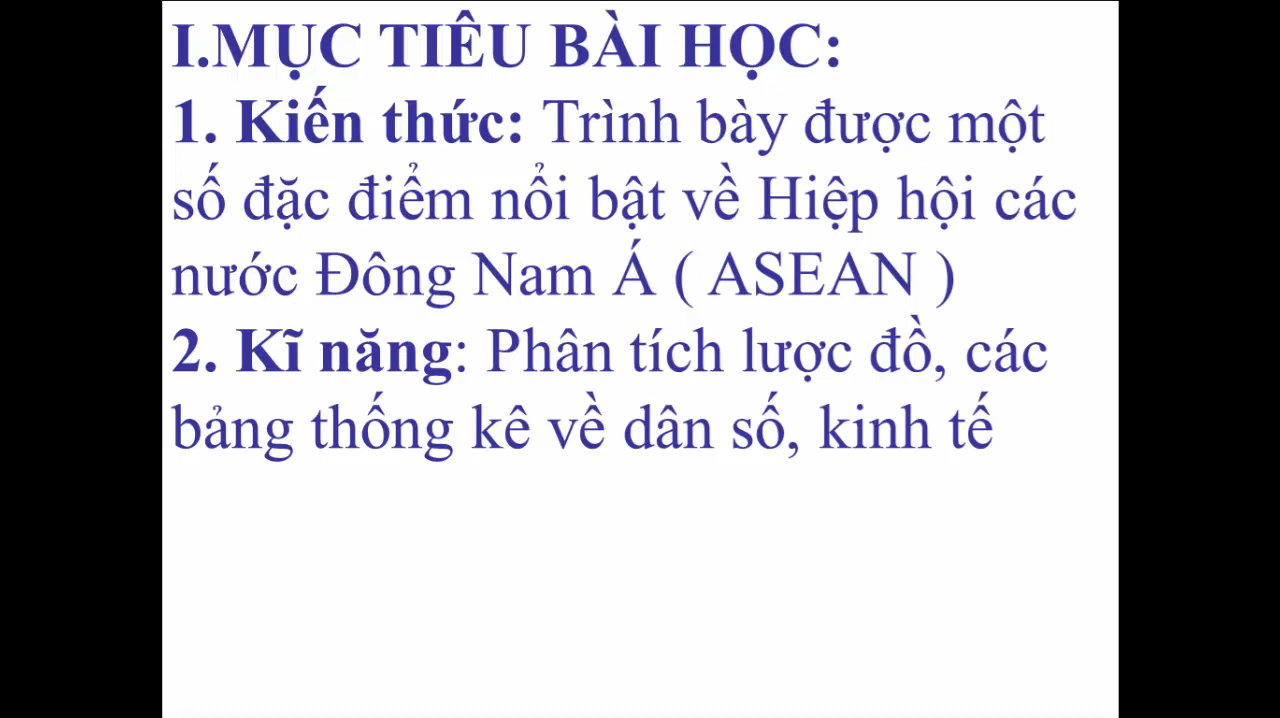 I.MỤC TIÊU BÀI HỌC:
1. Kiến thức: Trình bày được một
số đặc điểm nổi bật về Hiệp hội các
nước Đông Nam Á ( ASEAN )
2. Kĩ năng: Phân tích lược đồ, các
bảng thống kê về dân số, kinh tế